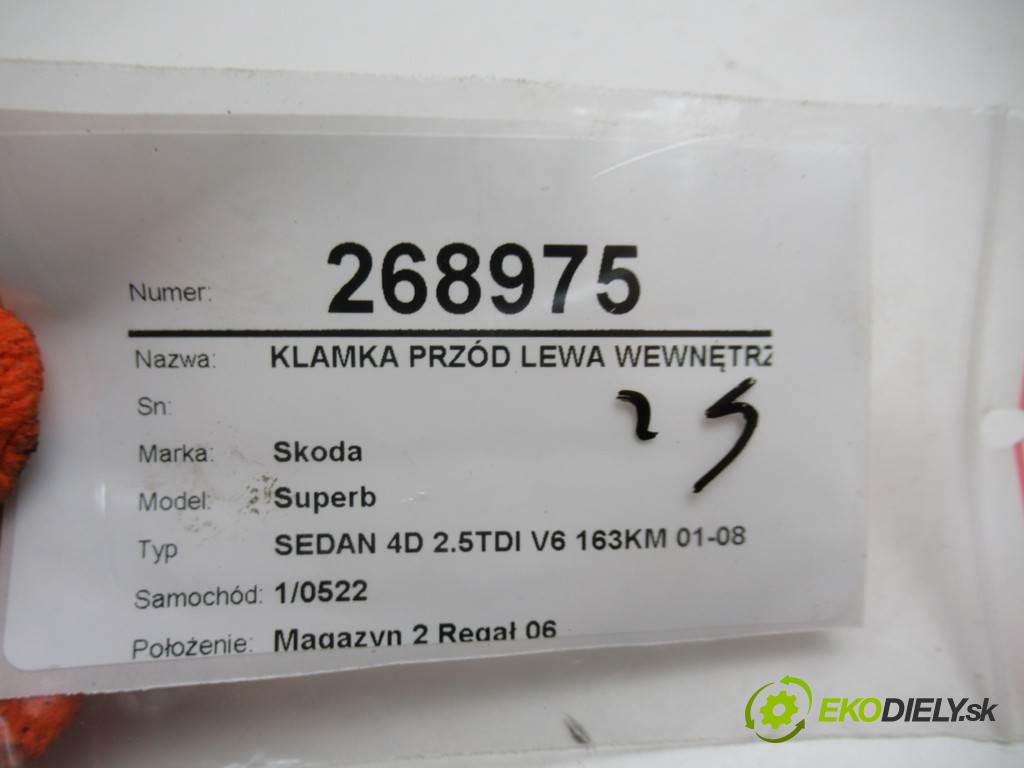 Numer: 268975
Nazwa: KLAMKA PRZÓD LEWA WEWNĘTRZ
Sn:
25
Marka: Skoda
Model: Superb
Typ SEDAN 4D 2.5TDI V6 163KM 01-08
Samochód: 1/0522
Położenie: Magazyn 2 Regał 06
EKODIELY.sk